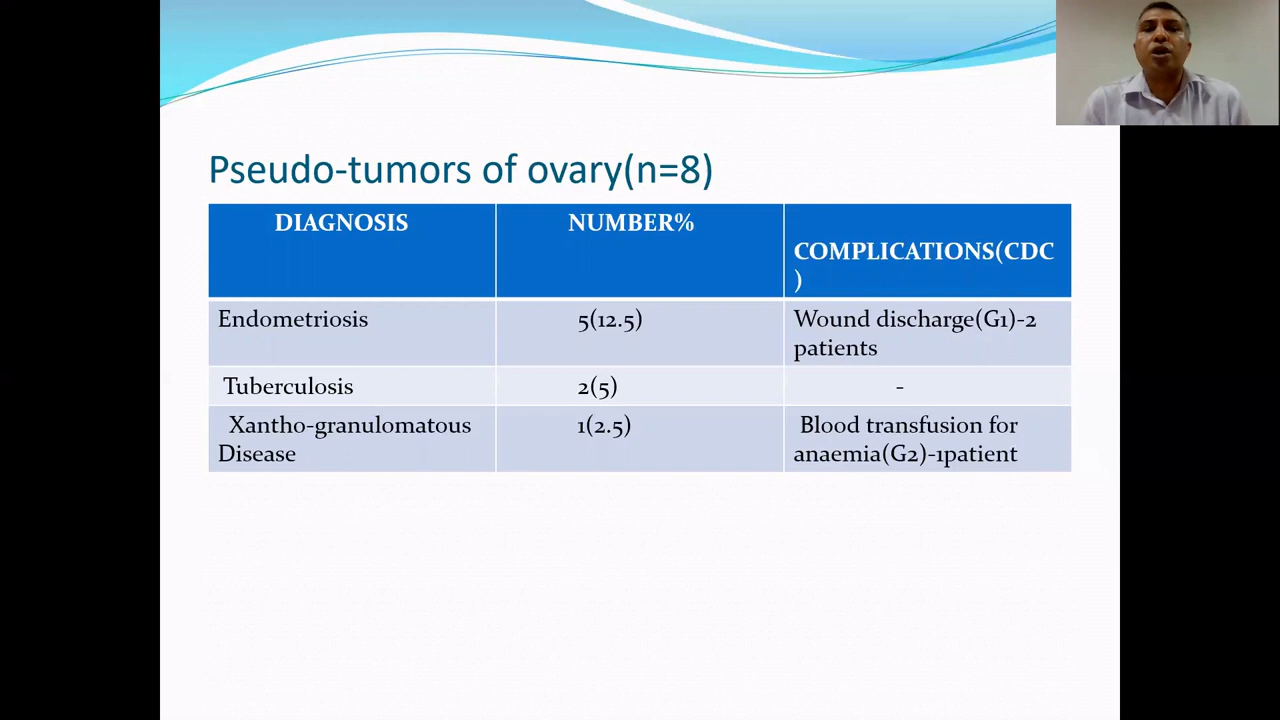 Pseudo-tumors of ovary(n=8)
DIAGNOSIS
NUMBER%
COMPLICATIONS(CDC
)
Endometriosis
5(12.5)
Wound discharge(G1)-2
patients
Tuberculosis
2(5)
-
Xantho-granulomatous
Disease
1(2.5)
Blood transfusion for
anaemia(G2)-1patient